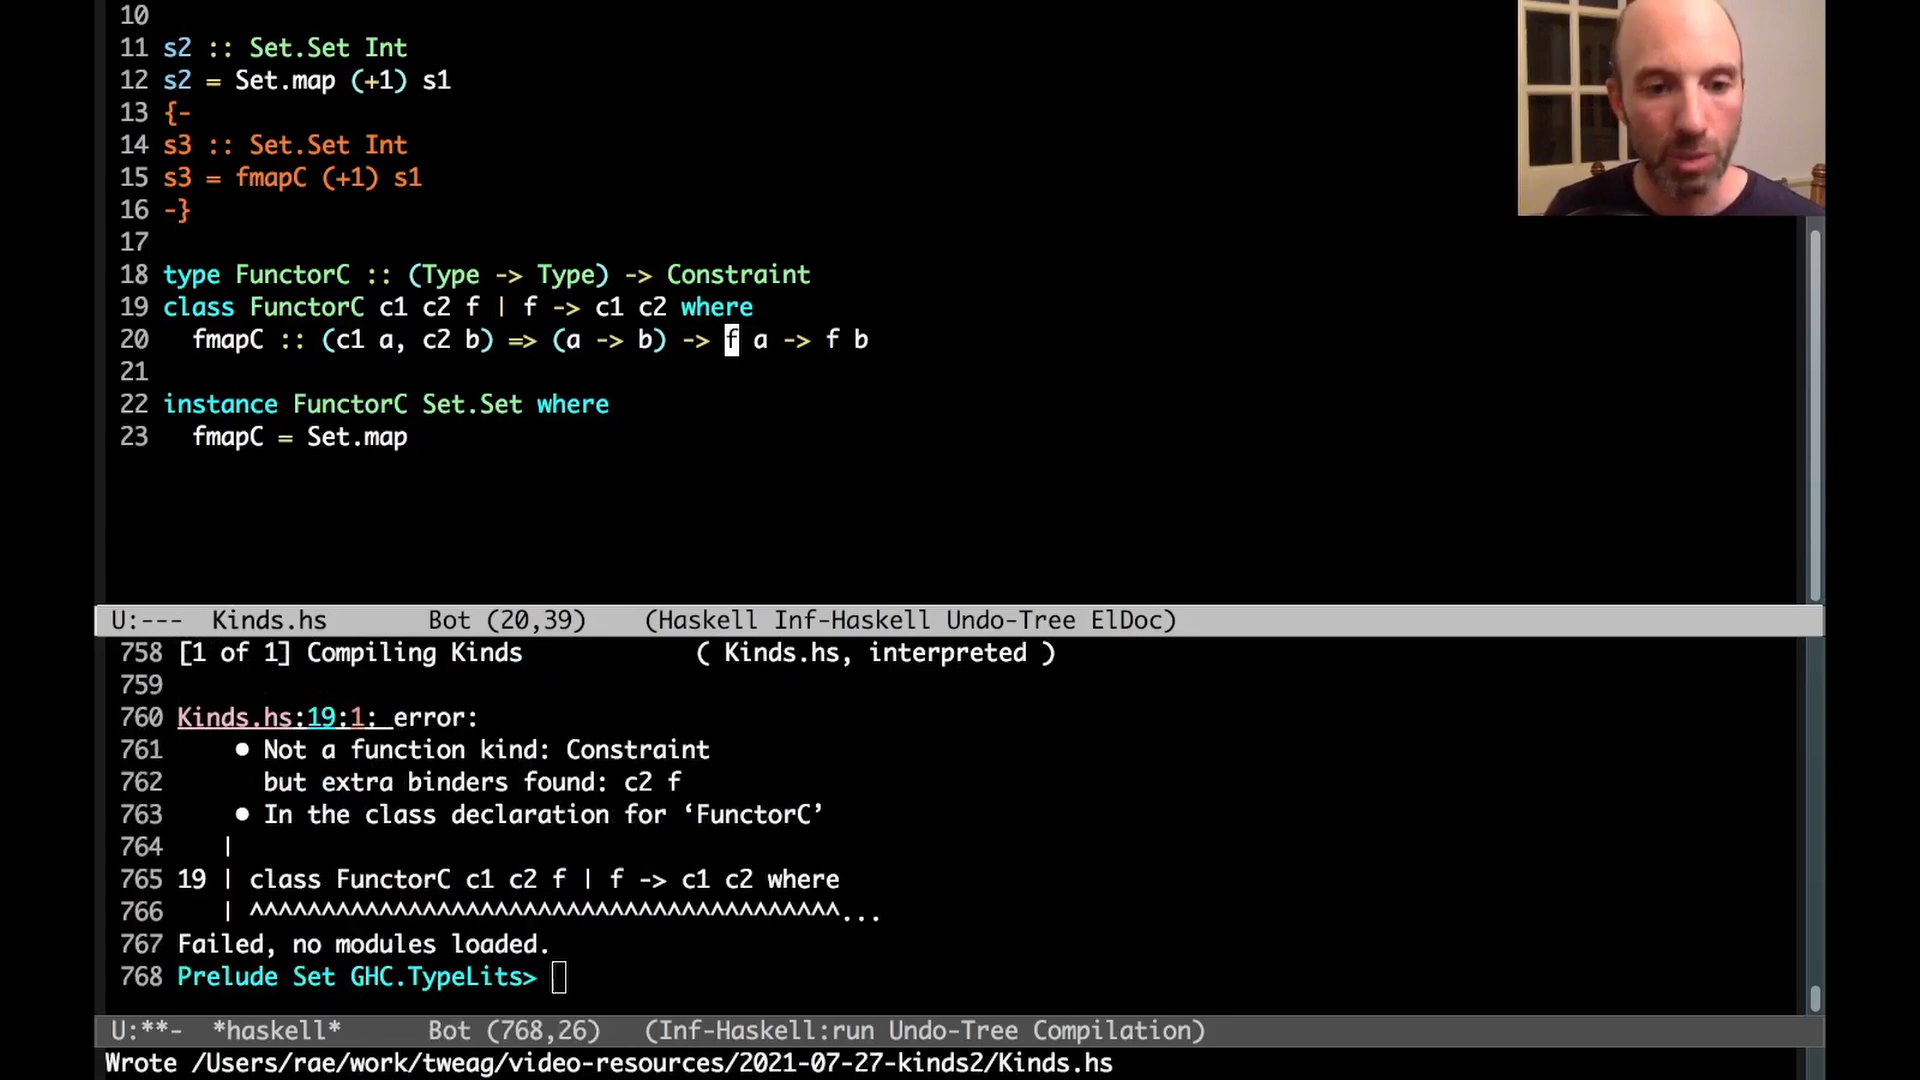 10
11 s2 :: Set.Set Int
12 s2 = Set.map (+1) s1
13 {-
14 s3 :: Set.Set Int
15 s3 = fmapC (+1) s1
16 -}
17
18 type FunctorC :: (Type -> Type) -> Constraint
19 class FunctorC c1 c2 f | f -> c1 c2 where
20   fmapC :: (c1 a, c2 b) => (a -> b) -> f a -> f b
21
22 instance FunctorC Set.Set where
23   fmapC = Set.map
U:---  Kinds.hs       Bot (20,39)    (Haskell Inf-Haskell Undo-Tree ElDoc)
758 [1 of 1] Compiling Kinds            ( Kinds.hs, interpreted )
759
760 Kinds.hs:19:1: error:
761     • Not a function kind: Constraint
762       but extra binders found: c2 f
763     • In the class declaration for ‘FunctorC’
764    |
765 19 | class FunctorC c1 c2 f | f -> c1 c2 where
766    | ^^^^^^^^^^^^^^^^^^^^^^^^^^^^^^^^^^^^^^^^^...
767 Failed, no modules loaded.
768 Prelude Set GHC.TypeLits>
U:**-  *haskell*      Bot (768,26)   (Inf-Haskell:run Undo-Tree Compilation)
Wrote /Users/rae/work/tweag/video-resources/2021-07-27-kinds2/Kinds.hs